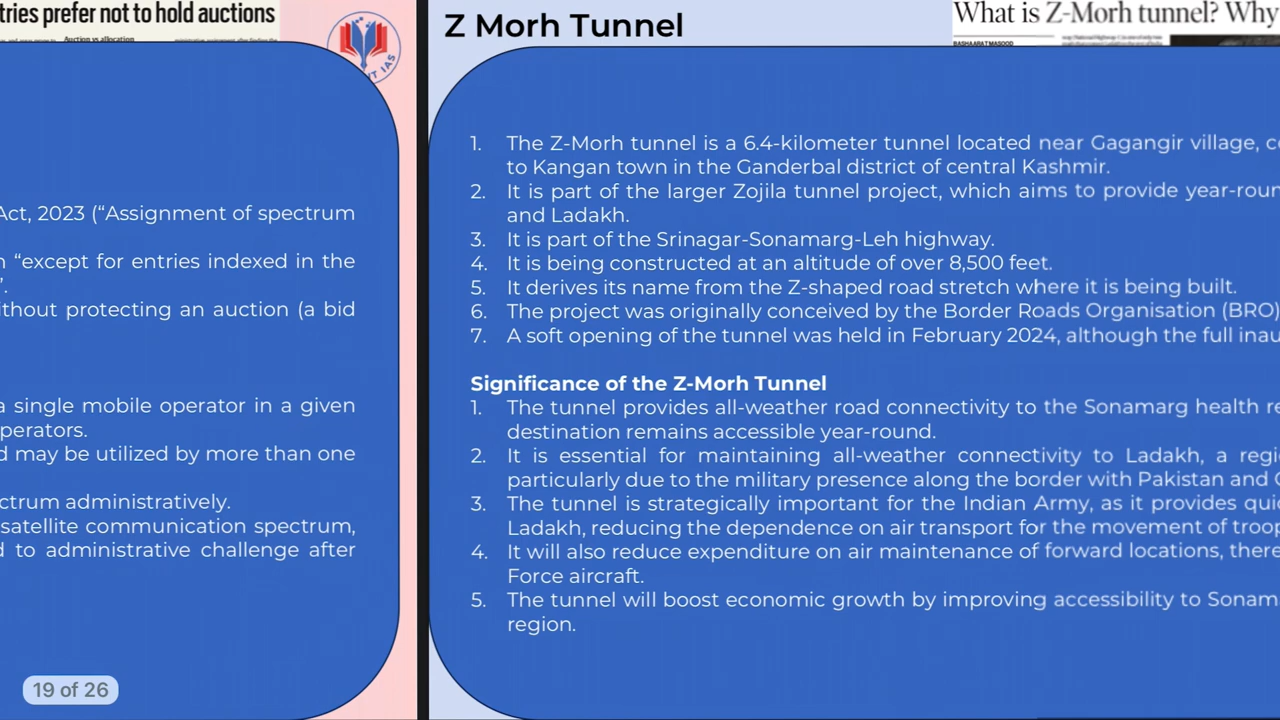 tries prefer not to hold auctions
Auction vs allocation
Act, 2023 (“Assignment of spectrum
n “except for entries indexed in the
”.
ithout protecting an auction (a bid
a single mobile operator in a given
perators.
d may be utilized by more than one
ctrum administratively.
satellite communication spectrum,
d to administrative challenge after
19 of 26
Z Morh Tunnel
What is Z-Morh tunnel? Why
BASHAARAT MASOOD
1. The Z-Morh tunnel is a 6.4-kilometer tunnel located near Gagangir village, c
to Kangan town in the Ganderbal district of central Kashmir.
2. It is part of the larger Zojila tunnel project, which aims to provide year-roun
and Ladakh.
3. It is part of the Srinagar-Sonamarg-Leh highway.
4. It is being constructed at an altitude of over 8,500 feet.
5. It derives its name from the Z-shaped road stretch where it is being built.
6. The project was originally conceived by the Border Roads Organisation (BRO)
7. A soft opening of the tunnel was held in February 2024, although the full inau
Significance of the Z-Morh Tunnel
1. The tunnel provides all-weather road connectivity to the Sonamarg health re
destination remains accessible year-round.
2. It is essential for maintaining all-weather connectivity to Ladakh, a regi
particularly due to the military presence along the border with Pakistan and C
3. The tunnel is strategically important for the Indian Army, as it provides qui
Ladakh, reducing the dependence on air transport for the movement of troop
4. It will also reduce expenditure on air maintenance of forward locations, there
Force aircraft.
5. The tunnel will boost economic growth by improving accessibility to Sonam
region.